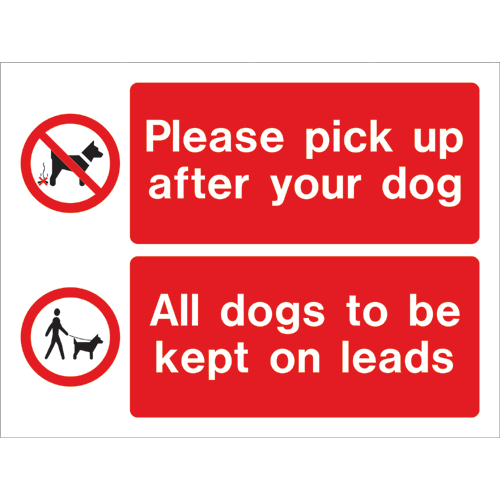 Please pick up
after your dog
All dogs to be
kept on leads